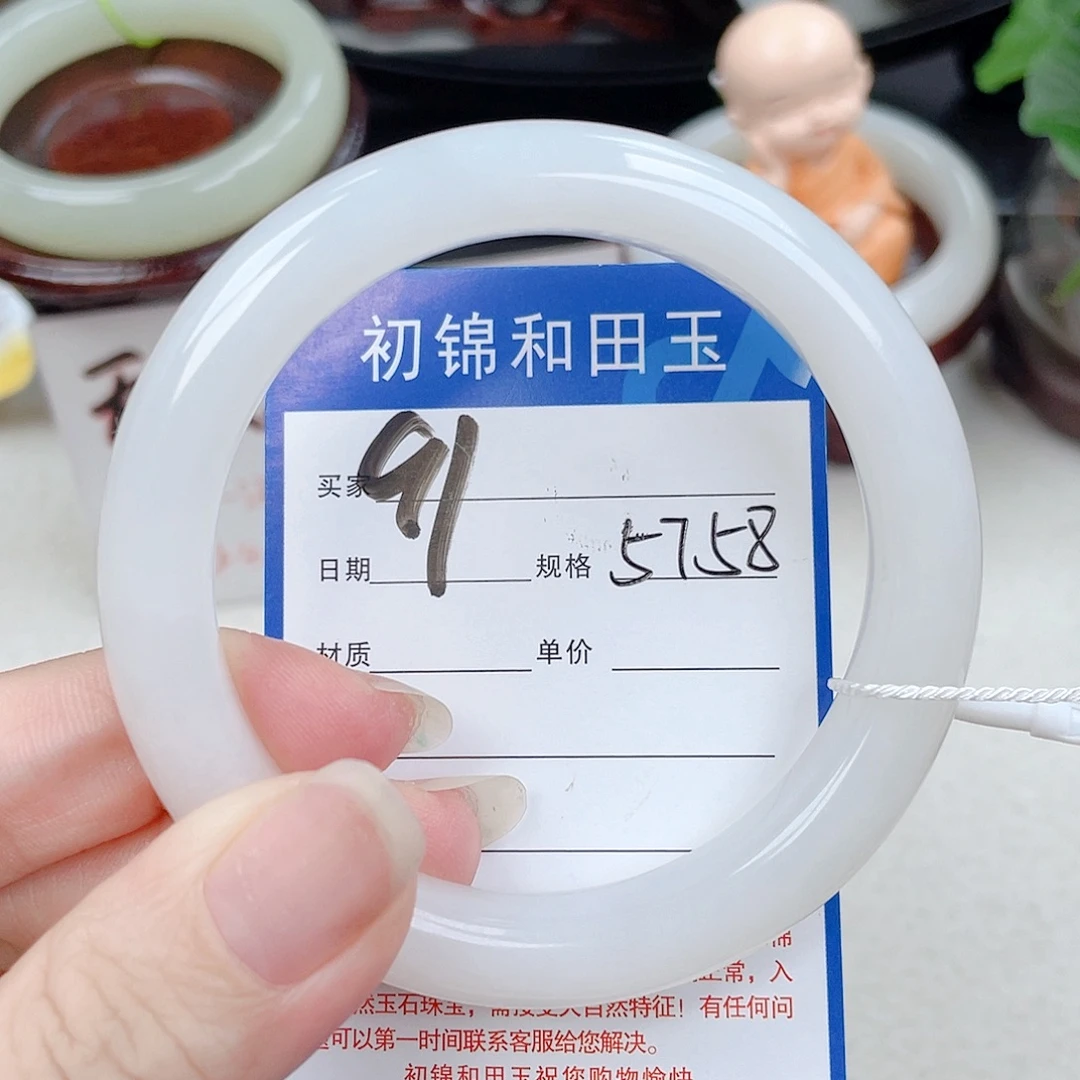 初锦和田玉
买家 91
日期 规格 5758
材质 单价
正常，入
然玉石珠宝，需接受大自然特征！有任何问
可以第一时间联系客服给您解决。
初锦和田玉祝您购物愉快